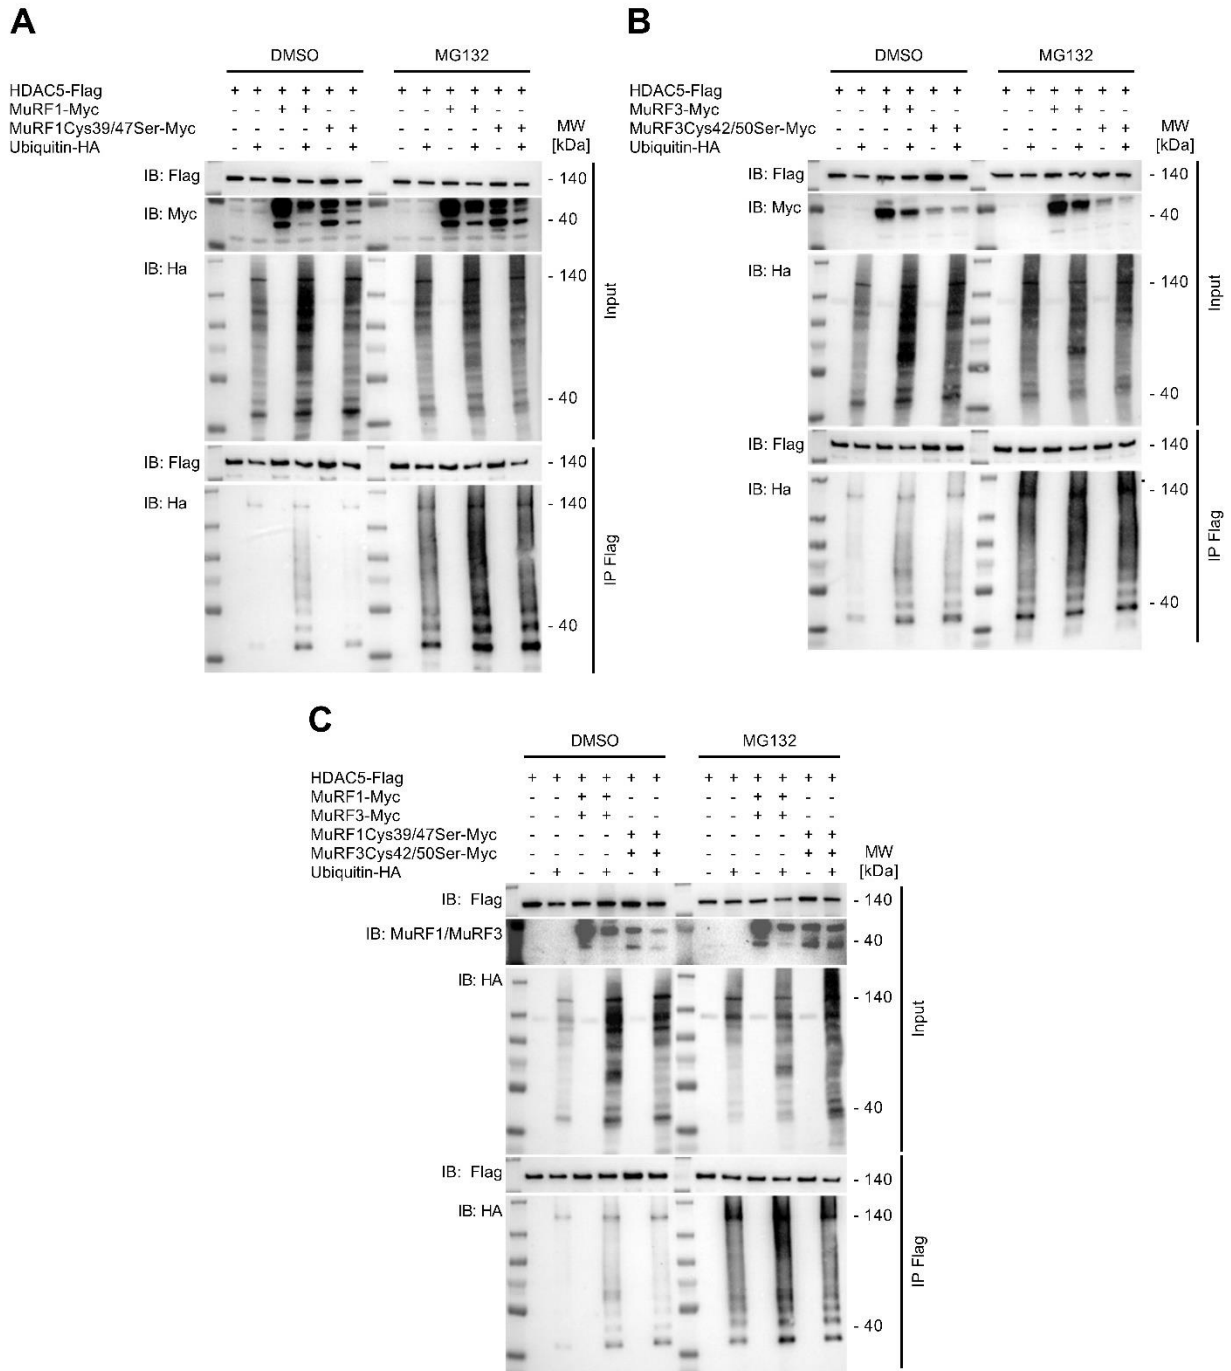 A
DMSO MG132
HDAC5-Flag + + + + + + + + + + + +
MuRF1-Myc - - + + - - - - + + - -
MuRF1Cys39/47Ser-Myc - - - - + + - - - - + + MW
Ubiquitin-HA - + - + - + - + - + - + [kDa]
IB: Flag - 140
IB: Myc - 40
IB: Ha - 140
- 40
Input
IB: Flag - 140
IB: Ha - 140
- 40
IP Flag
B
DMSO MG132
HDAC5-Flag + + + + + + + + + + + +
MuRF3-Myc - - + + - - - - + + - -
MuRF3Cys42/50Ser-Myc - - - - + + - - - - + + MW
Ubiquitin-HA - + - + - + - + - + - + [kDa]
IB: Flag - 140
IB: Myc - 40
IB: Ha - 140
- 40
Input
IB: Flag - 140
IB: Ha - 140
- 40
IP Flag
C
DMSO MG132
HDAC5-Flag + + + + + + + + + + + +
MuRF1-Myc - - + + - - - - + + - -
MuRF3-Myc - - + + - - - - + + - -
MuRF1Cys39/47Ser-Myc - - - - + + - - - - + +
MuRF3Cys42/50Ser-Myc - - - - + + - - - - + + MW
Ubiquitin-HA - + - + - + - + - + - + [kDa]
IB: Flag - 140
IB: MuRF1/MuRF3 - 40
IB: HA - 140
- 40
Input
IB: Flag - 140
IB: HA - 140
- 40
IP Flag